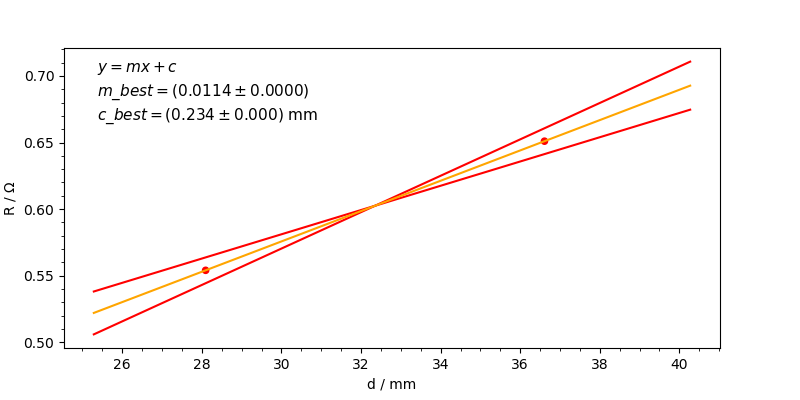 y = mx + c
m_best = (0.0114 ± 0.0000)
c_best = (0.234 ± 0.000) mm
0.70
0.65
0.60
0.55
0.50
R / Ω
26 28 30 32 34 36 38 40
d / mm